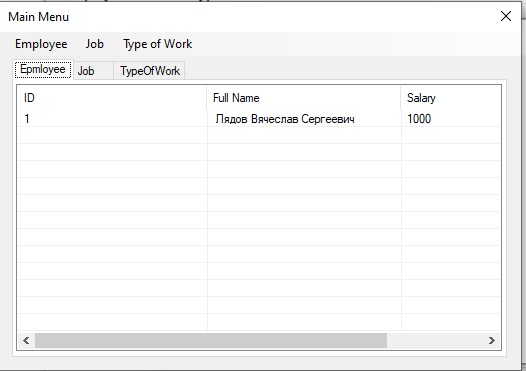 Main Menu
Employee Job Type of Work
Epmloyee Job TypeOfWork
ID Full Name Salary
1 Лядов Вячеслав Сергеевич 1000